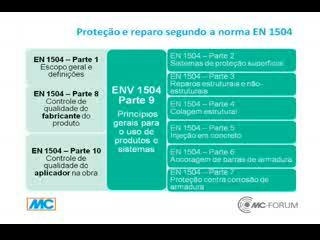 Proteção e reparo segundo a norma EN 1504
EN 1504 – Parte 1
Escopo geral e
definições
EN 1504 – Parte 8
Controle de
qualidade do
fabricante do
produto
EN 1504 – Parte 10
Controle de
qualidade do
aplicador na obra
ENV 1504
Parte 9
Princípios
gerais para
o uso de
produtos e
sistemas
EN 1504 – Parte 2
Sistemas de proteção superficial
EN 1504 – Parte 3
Reparos estruturais e não-
estruturais
EN 1504 – Parte 4
Colagem estrutural
EN 1504 – Parte 5
Injeção em concreto
EN 1504 – Parte 6
Ancoragem de barras de armadura
EN 1504 – Parte 7
Proteção contra corrosão de
armadura
MC
MC-FORUM